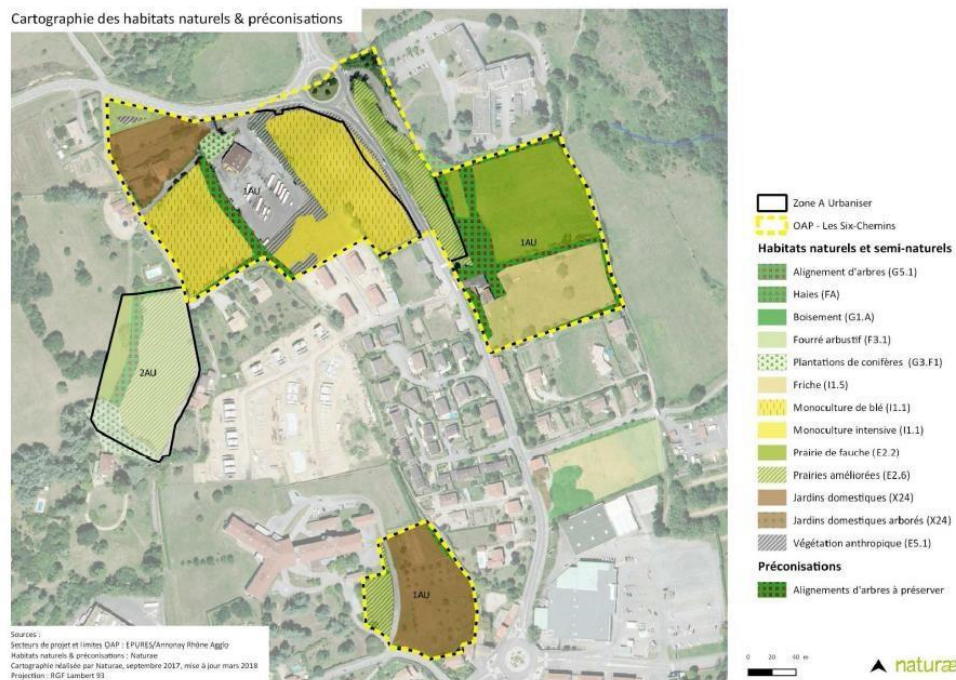 Cartographie des habitats naturels & préconisations
1AU
1AU
2AU
1AU
Zone A Urbaniser
OAP - Les Six-Chemins
Habitats naturels et semi-naturels
Alignement d'arbres (G5.1)
Haies (FA)
Boisement (G1.A)
Fourré arbustif (F3.1)
Plantations de conifères (G3.F1)
Friche (I1.5)
Monoculture de blé (I1.1)
Monoculture intensive (I1.1)
Prairie de fauche (E2.2)
Prairies améliorées (E2.6)
Jardins domestiques (X24)
Jardins domestiques arborés (X24)
Végétation anthropique (E5.1)
Préconisations
Alignements d'arbres à préserver
Sources :
Secteurs de projet et limites OAP : EPURES/Annonay Rhône Agglo
Habitats naturels & préconisations : Naturae
Cartographie réalisée par Naturae, septembre 2017, mise à jour mars 2018
Projection : RGF Lambert 93
0 20 40 m
naturæ